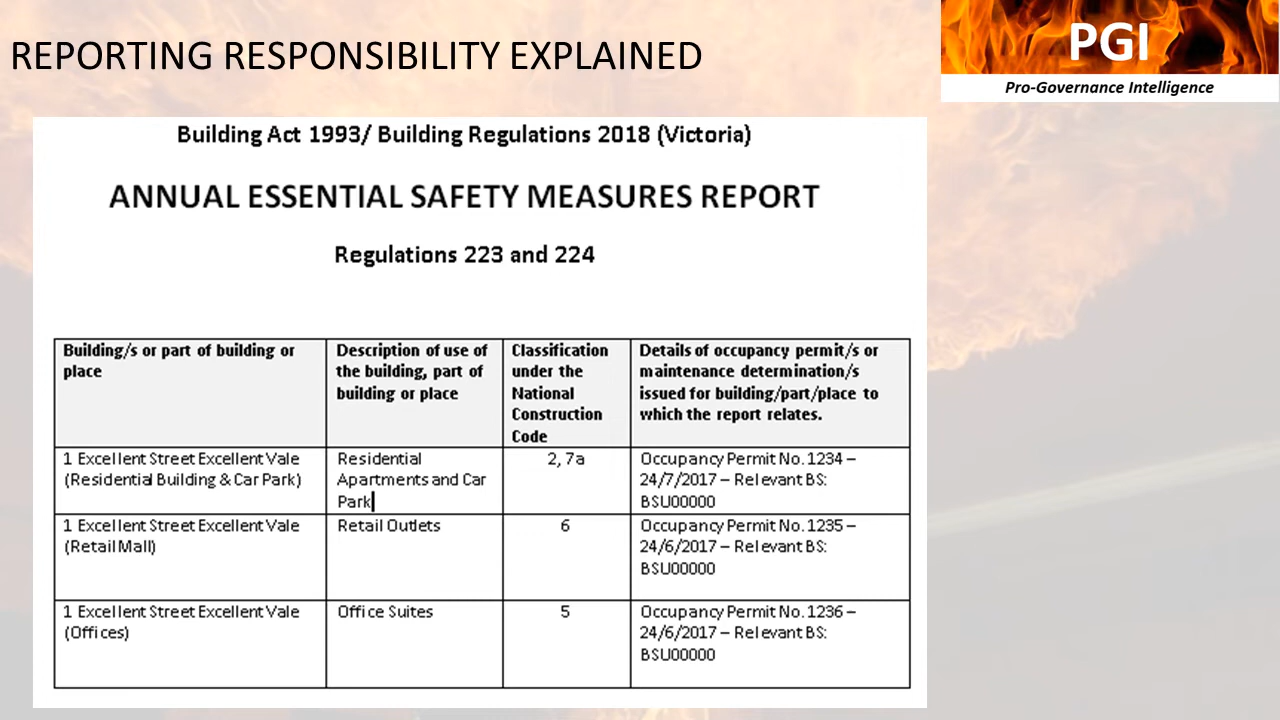 REPORTING RESPONSIBILITY EXPLAINED
PGI
Pro-Governance Intelligence
Building Act 1993/ Building Regulations 2018 (Victoria)
ANNUAL ESSENTIAL SAFETY MEASURES REPORT
Regulations 223 and 224
Building/s or part of building or
place
Description of use of
the building, part of
building or place
Classification
under the
National
Construction
Code
Details of occupancy permit/s or
maintenance determination/s
issued for building/part/place to
which the report relates.
1 Excellent Street Excellent Vale
(Residential Building & Car Park)
Residential
Apartments and Car
Park
2, 7a
Occupancy Permit No. 1234 –
24/7/2017 – Relevant BS:
BSU00000
1 Excellent Street Excellent Vale
(Retail Mall)
Retail Outlets
6
Occupancy Permit No. 1235 –
24/6/2017 – Relevant BS:
BSU00000
1 Excellent Street Excellent Vale
(Offices)
Office Suites
5
Occupancy Permit No. 1236 –
24/6/2017 – Relevant BS:
BSU00000